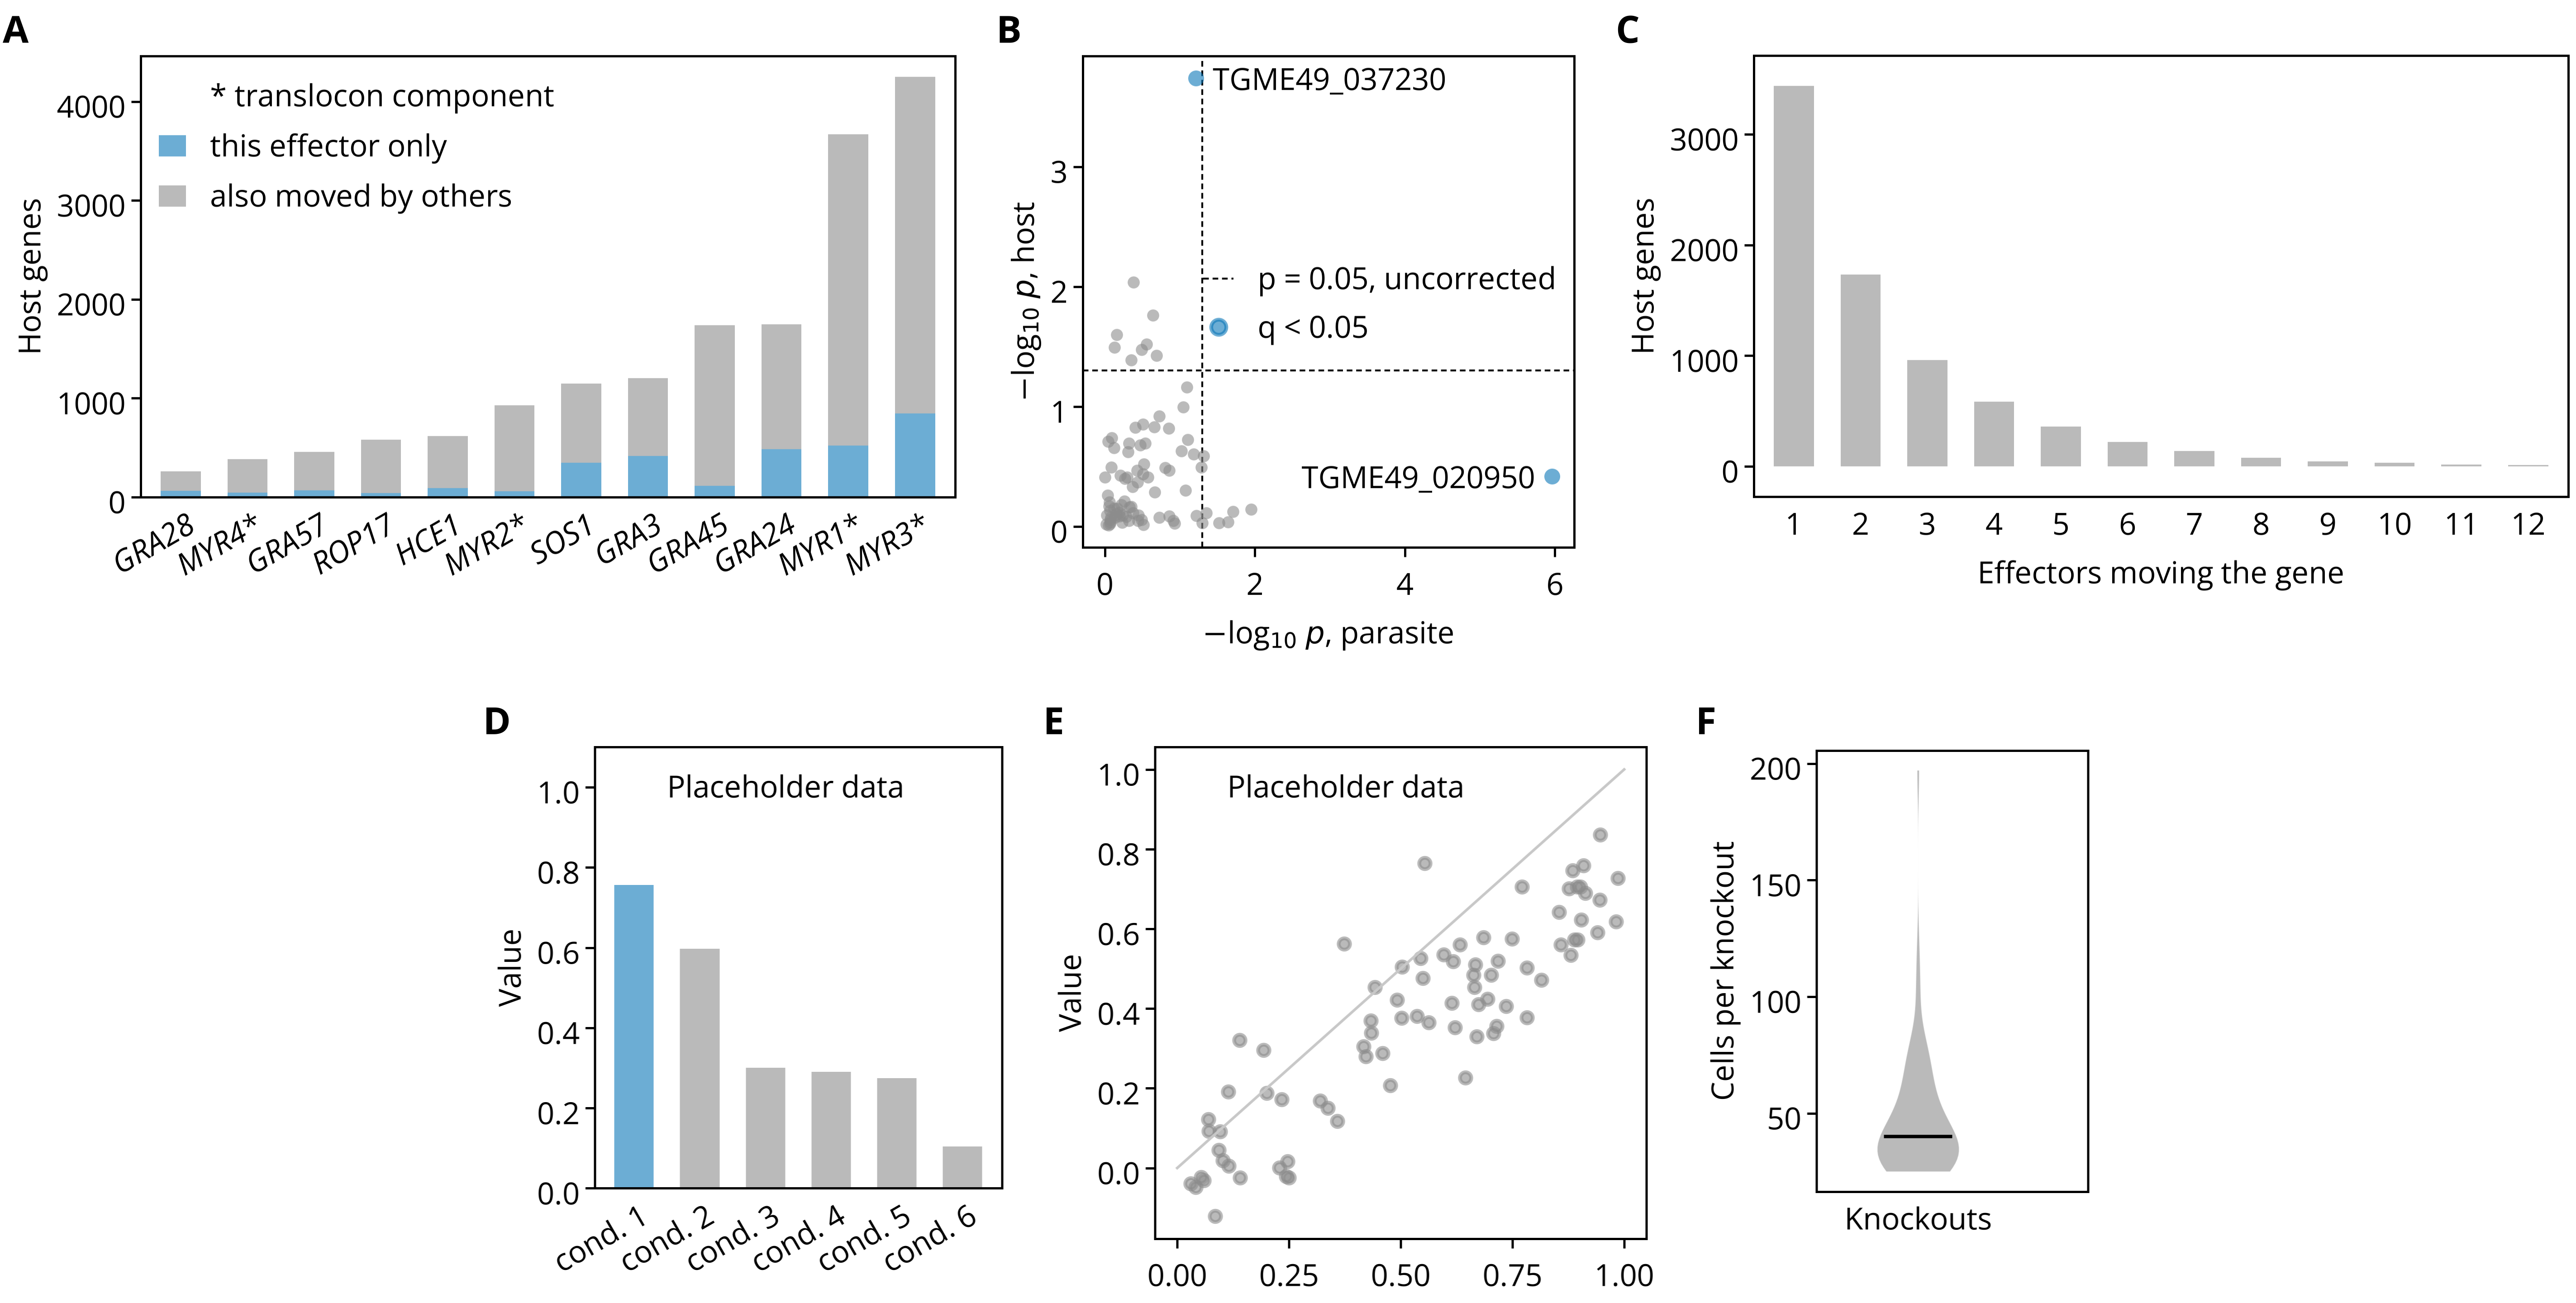 A
4000
3000
2000
1000
0
Host genes
* translocon component
this effector only
also moved by others
GRA28
MYR4*
GRA57
ROP17
HCE1
MYR2*
SOS1
GRA3
GRA45
GRA24
MYR1*
MYR3*
B
3
2
1
0
−log10 p, host
TGME49_037230
p = 0.05, uncorrected
q < 0.05
TGME49_020950
0
2
4
6
−log10 p, parasite
C
3000
2000
1000
0
Host genes
1
2
3
4
5
6
7
8
9
10
11
12
Effectors moving the gene
D
1.0
0.8
0.6
0.4
0.2
0.0
Value
Placeholder data
cond. 1
cond. 2
cond. 3
cond. 4
cond. 5
cond. 6
E
1.0
0.8
0.6
0.4
0.2
0.0
Value
Placeholder data
0.00
0.25
0.50
0.75
1.00
F
200
150
100
50
Cells per knockout
Knockouts